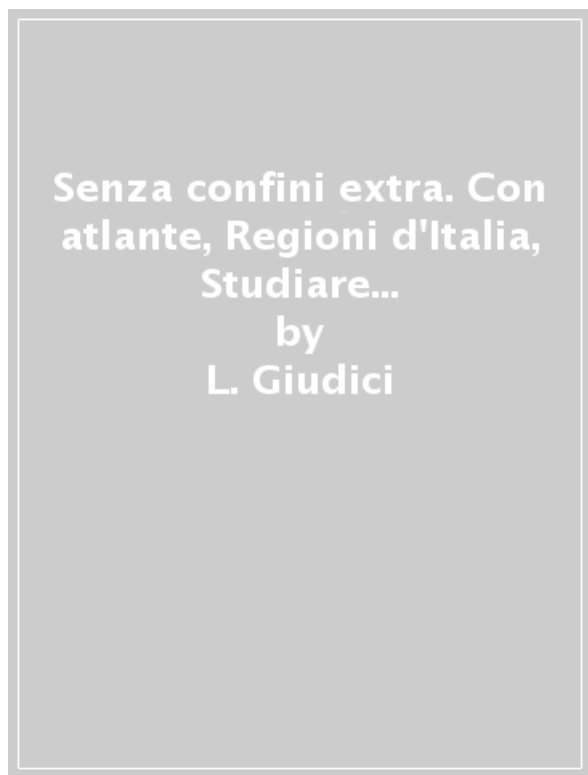 Senza confini extra. Con
atlante, Regioni d'Italia,
Studiare...
by
L. Giudici